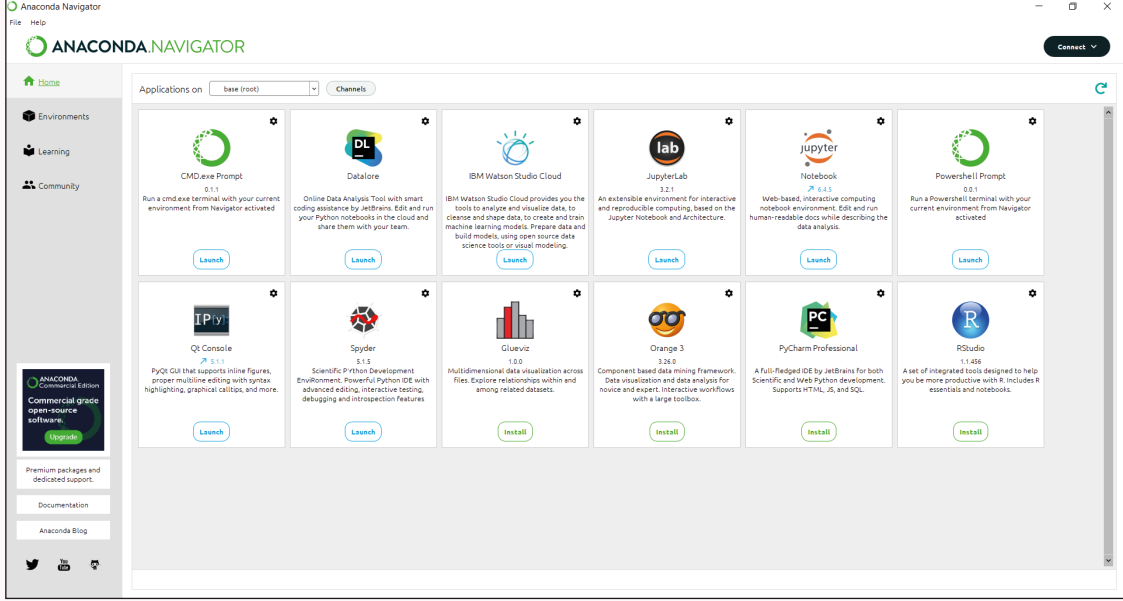 Anaconda Navigator
File Help
ANACONDA.NAVIGATOR
Connect
Home
Environments
Learning
Community
Applications on base (root) Channels
CMD.exe Prompt
0.1.1
Run a cmd.exe terminal with your current
environment from Navigator activated
Launch
DL
Datalore
Online Data Analysis Tool with smart
coding assistance by JetBrains. Edit and run
your Python notebooks in the cloud and
share them with your team.
Launch
IBM Watson Studio Cloud
IBM Watson Studio Cloud provides you the
tools to analyze and visualize data, to
cleanse and shape data, to create and train
machine learning models. Prepare data and
build models, using open source data
science tools or visual modeling.
Launch
lab
JupyterLab
3.2.1
An extensible environment for interactive
and reproducible computing, based on the
Jupyter Notebook and Architecture.
Launch
jupyter
Notebook
6.4.5
Web-based, interactive computing
notebook environment. Edit and run
human-readable docs while describing the
data analysis.
Launch
Powershell Prompt
0.0.1
Run a Powershell terminal with your
current environment from Navigator
activated
Launch
IP[y]
Qt Console
5.1.1
PyQt GUI that supports inline figures,
proper multiline editing with syntax
highlighting, graphical calltips, and more.
Launch
Spyder
5.1.5
Scientific PYthon Development
EnviRonment. Powerful Python IDE with
advanced editing, interactive testing,
debugging and introspection features
Launch
Glueviz
1.0.0
Multidimensional data visualization across
files. Explore relationships within and
among related datasets.
Install
Orange 3
3.26.0
Component based data mining framework.
Data visualization and data analysis for
novice and expert. Interactive workflows
with a large toolbox.
Install
PC
PyCharm Professional
A full-fledged IDE by JetBrains for both
Scientific and Web Python development.
Supports HTML, JS, and SQL.
Install
R
RStudio
1.1.456
A set of integrated tools designed to help
you be more productive with R. Includes R
essentials and notebooks.
Install
ANACONDA.
Commercial Edition
Commercial grade
open-source
software.
Upgrade
Premium packages and
dedicated support.
Documentation
Anaconda Blog
You
Tube